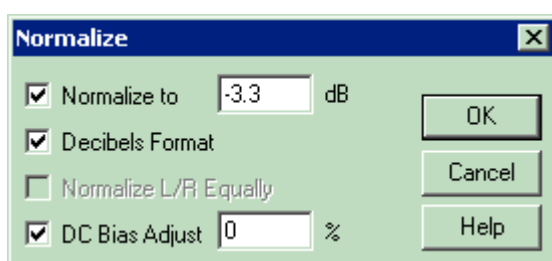 Normalize
Normalize to -3.3 dB
OK
Decibels Format
Normalize L/R Equally
Cancel
DC Bias Adjust 0 %
Help